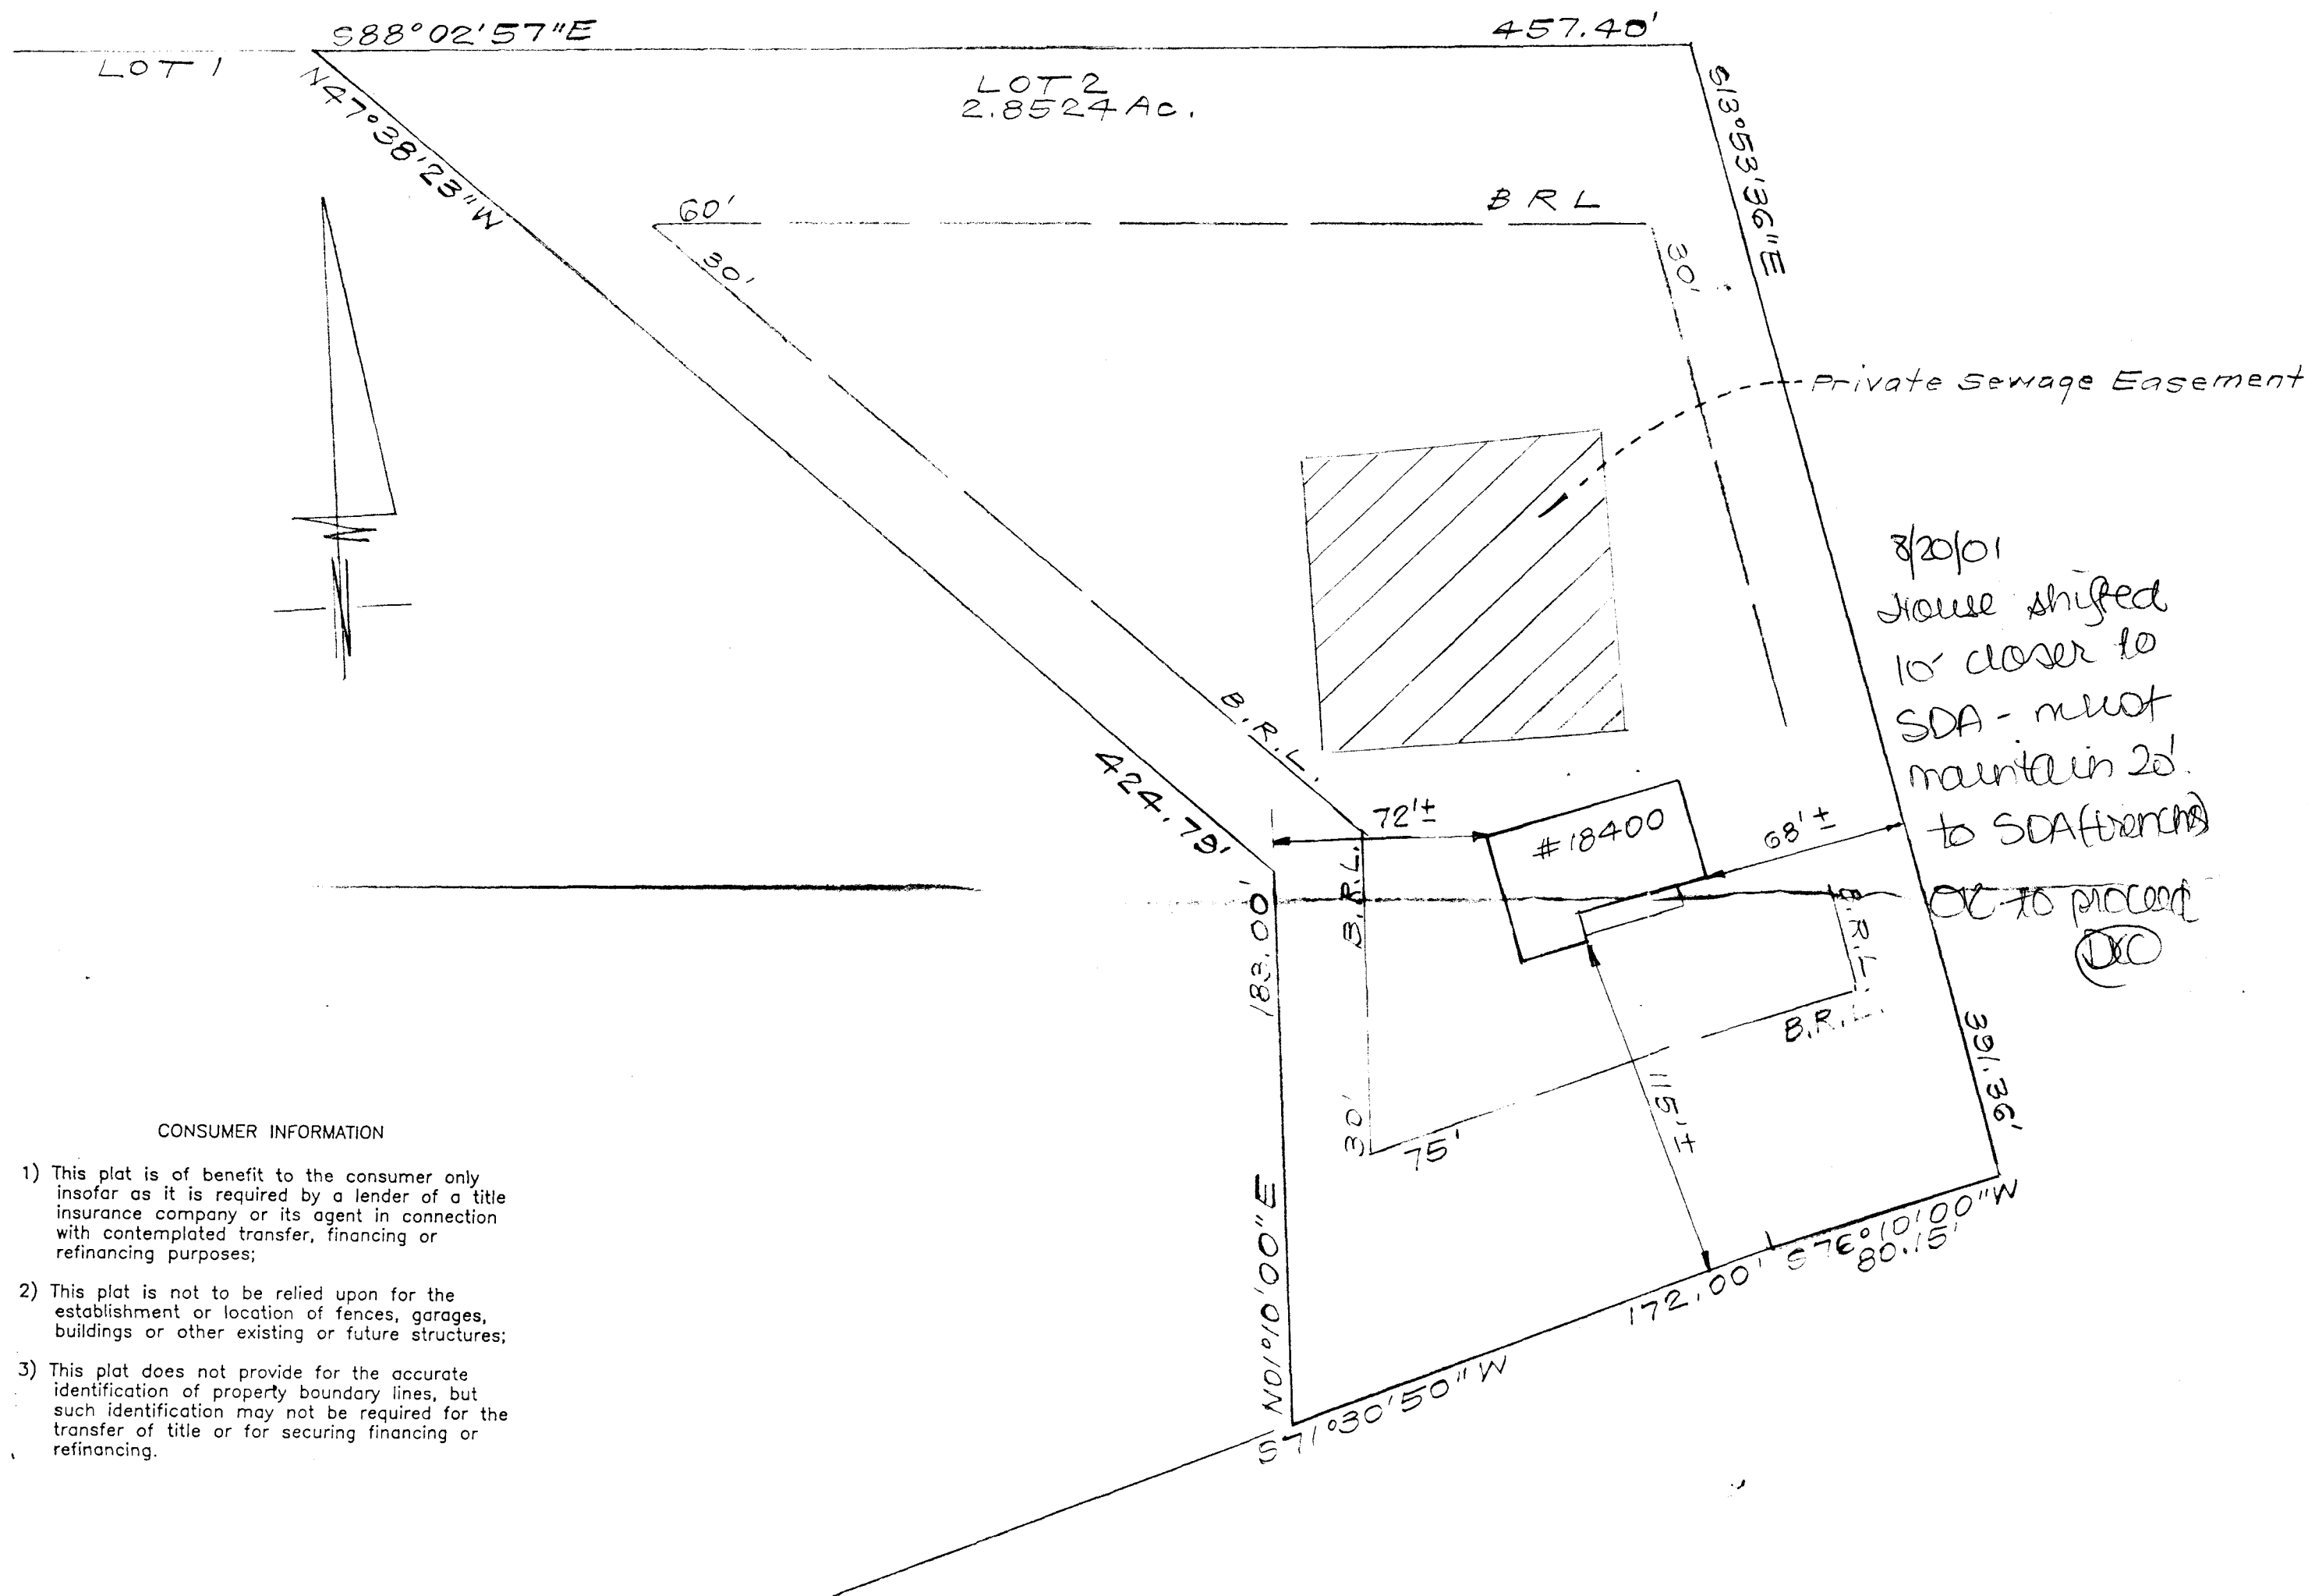 S88°02'57"E
457.40'
LOT 1
LOT 2
2.8524 Ac.
N47°38'23"W
S13°53'36"E
60'
B R L
30'
30'
Private Sewage Easement
8/20/01
House shifted
10' closer to
SDA - must
maintain 20'
to SDA (trenches)
OK to proceed
B.R.L.
424.79'
72'±
#18400
68'±
B.R.L.
183.00'
B.R.L.
B.R.L.
391.36'
115'±
30'
75'
N01°10'00"E
172.00'
S76°10'00"W
80.15'
S71°30'50"W
CONSUMER INFORMATION
1) This plat is of benefit to the consumer only
insofar as it is required by a lender of a title
insurance company or its agent in connection
with contemplated transfer, financing or
refinancing purposes;
2) This plat is not to be relied upon for the
establishment or location of fences, garages,
buildings or other existing or future structures;
3) This plat does not provide for the accurate
identification of property boundary lines, but
such identification may not be required for the
transfer of title or for securing financing or
refinancing.